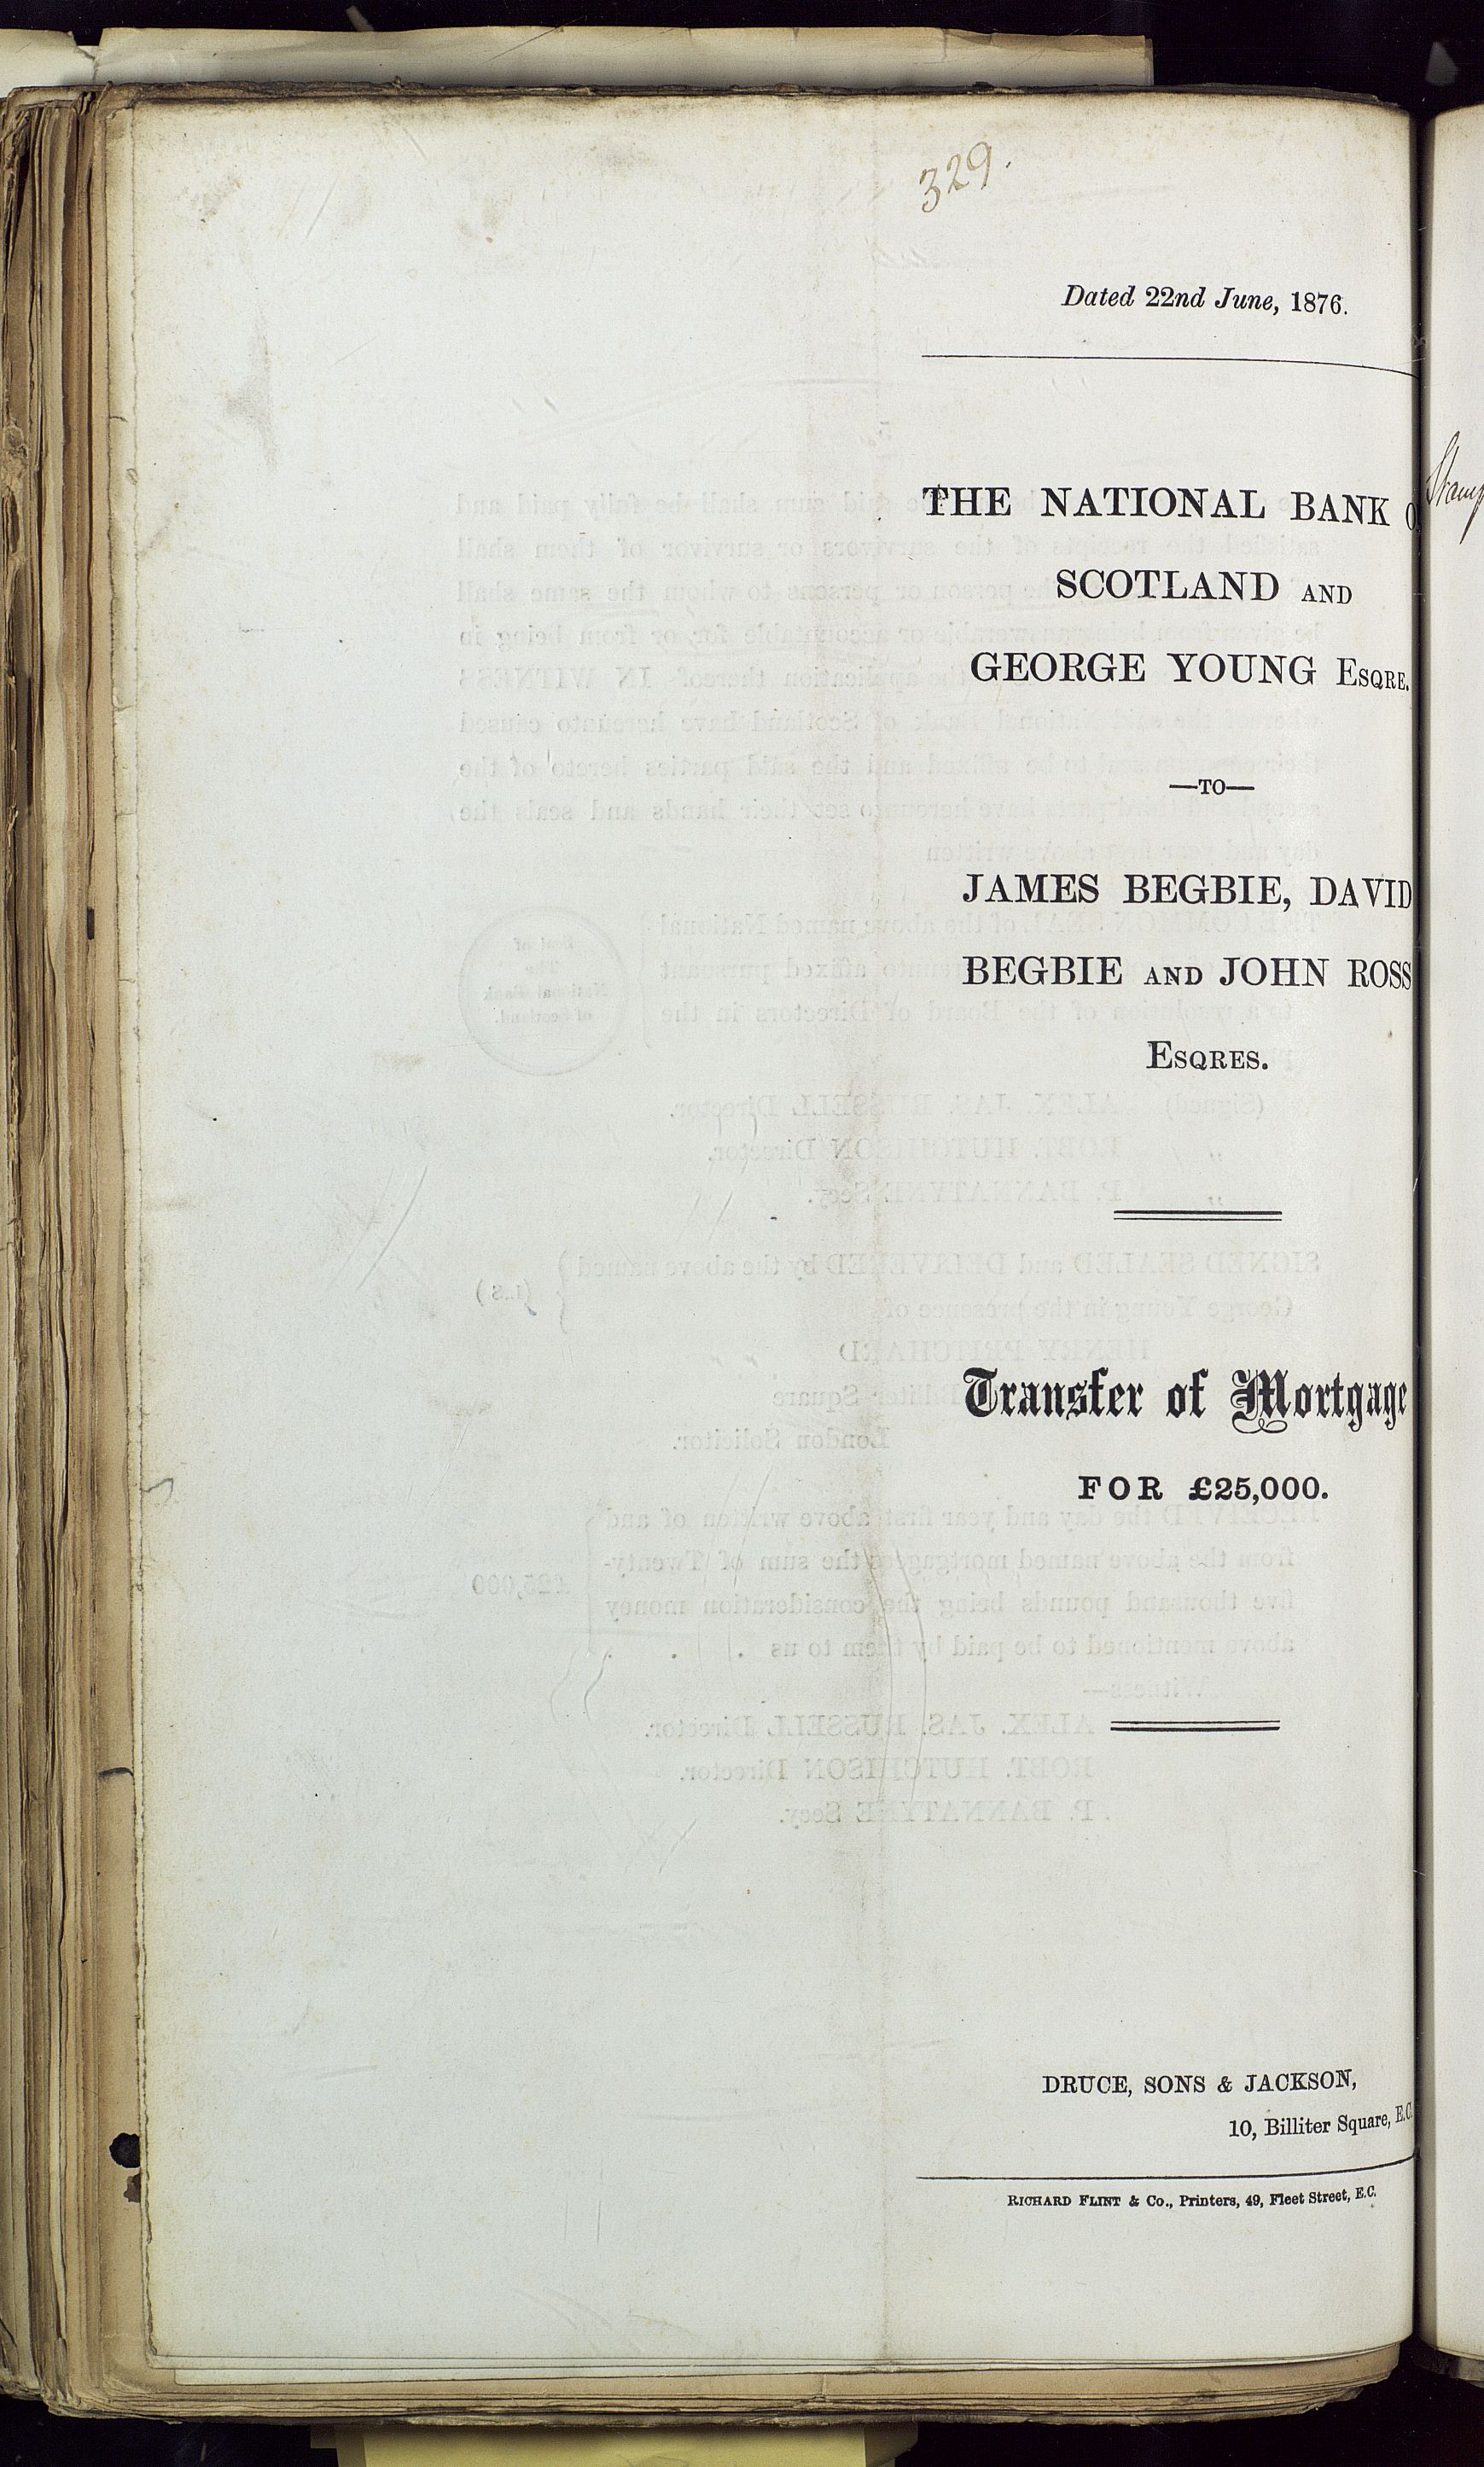 329.
Dated 22nd June, 1876.
THE NATIONAL BANK O
SCOTLAND AND
GEORGE YOUNG ESQRE.
—TO—
JAMES BEGBIE, DAVID
BEGBIE AND JOHN ROSS
ESQRES.
Transfer of Mortgage
FOR £25,000.
DRUCE, SONS & JACKSON,
10, Billiter Square, E.C.
RICHARD FLINT & Co., Printers, 49, Fleet Street, E.C.
Stamp